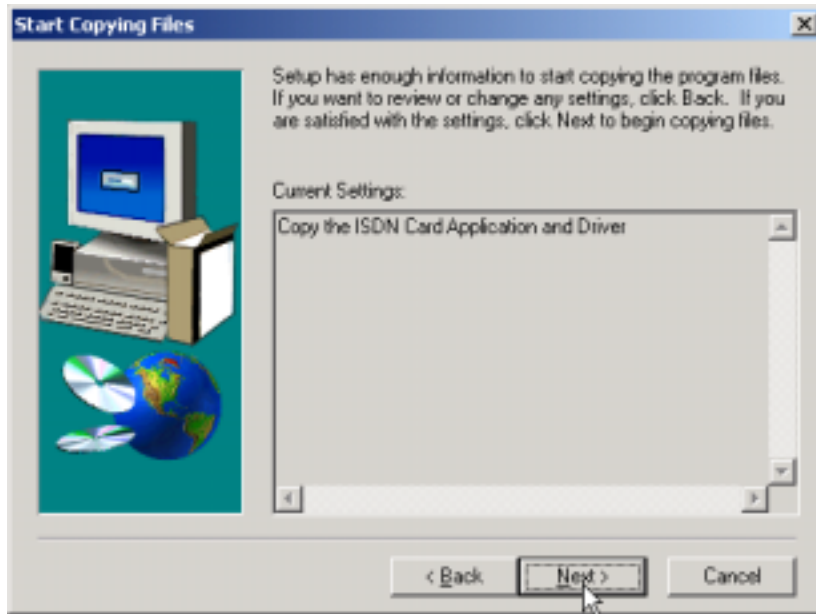 Start Copying Files
Setup has enough information to start copying the program files.
If you want to review or change any settings, click Back. If you
are satisfied with the settings, click Next to begin copying files.
Current Settings:
Copy the ISDN Card Application and Driver
< Back
Next >
Cancel